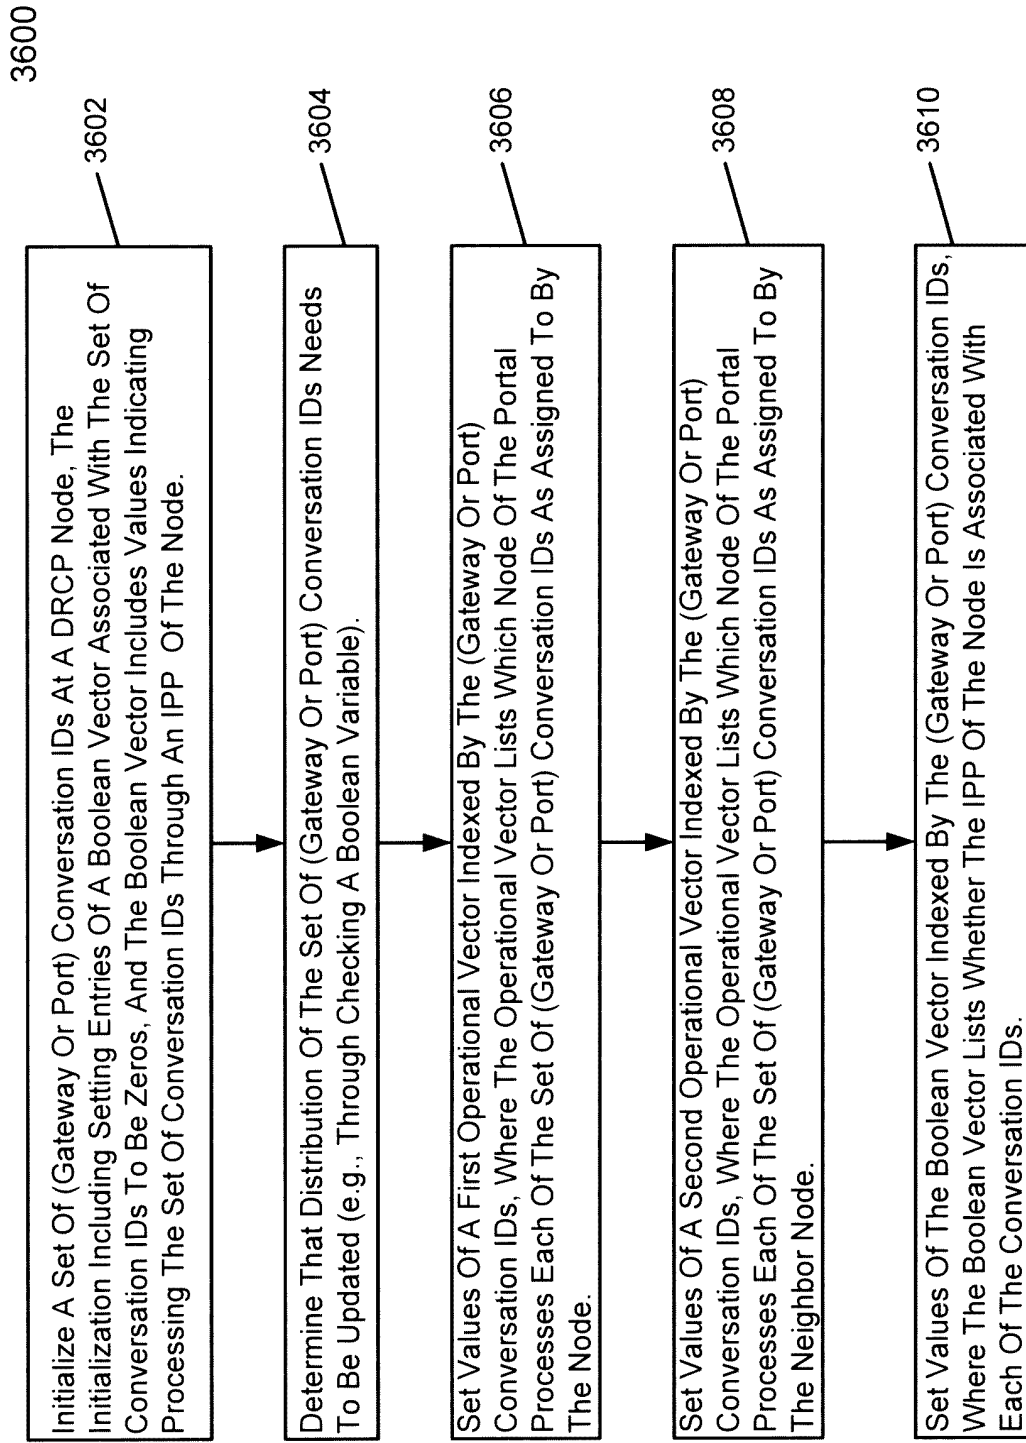 3600
Initialize A Set Of (Gateway Or Port) Conversation IDs At A DRCP Node, The
Initialization Including Setting Entries Of A Boolean Vector Associated With The Set Of
Conversation IDs To Be Zeros, And The Boolean Vector Includes Values Indicating
Processing The Set Of Conversation IDs Through An IPP Of The Node.
3602
Determine That Distribution Of The Set Of (Gateway Or Port) Conversation IDs Needs
To Be Updated (e.g., Through Checking A Boolean Variable).
3604
Set Values Of A First Operational Vector Indexed By The (Gateway Or Port)
Conversation IDs, Where The Operational Vector Lists Which Node Of The Portal
Processes Each Of The Set Of (Gateway Or Port) Conversation IDs As Assigned To By
The Node.
3606
Set Values Of A Second Operational Vector Indexed By The (Gateway Or Port)
Conversation IDs, Where The Operational Vector Lists Which Node Of The Portal
Processes Each Of The Set Of (Gateway Or Port) Conversation IDs As Assigned To By
The Neighbor Node.
3608
Set Values Of The Boolean Vector Indexed By The (Gateway Or Port) Conversation IDs,
Where The Boolean Vector Lists Whether The IPP Of The Node Is Associated With
Each Of The Conversation IDs.
3610